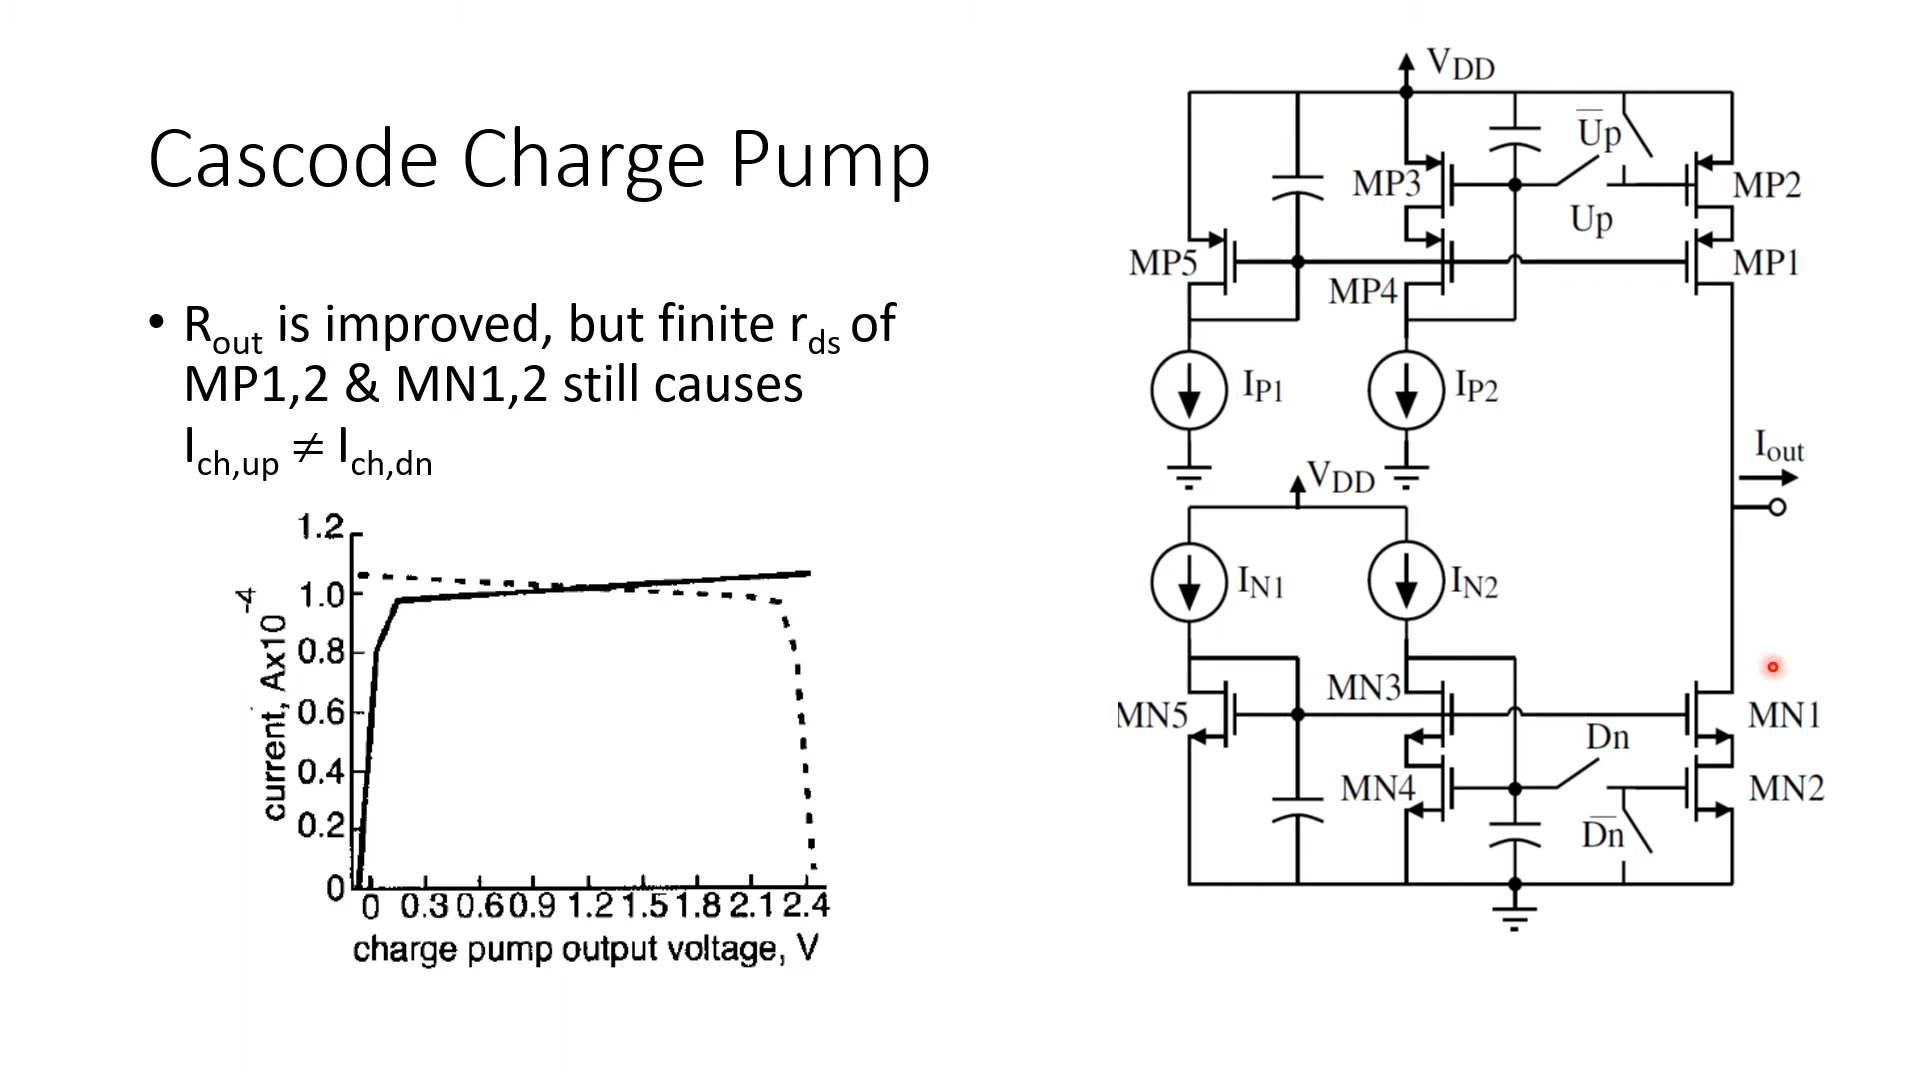 Cascode Charge Pump
• Rout is improved, but finite rds of
MP1,2 & MN1,2 still causes
Ich,up ≠ Ich,dn
1.2
1.0
0.8
0.6
0.4
0.2
0
current, Ax10-4
0 0.3 0.6 0.9 1.2 1.5 1.8 2.1 2.4
charge pump output voltage, V
VDD
U̅p̅
MP3
MP2
Up
MP5
MP4
MP1
IP1
IP2
Iout
VDD
IN1
IN2
MN3
MN5
MN1
Dn
MN4
MN2
D̅n̅